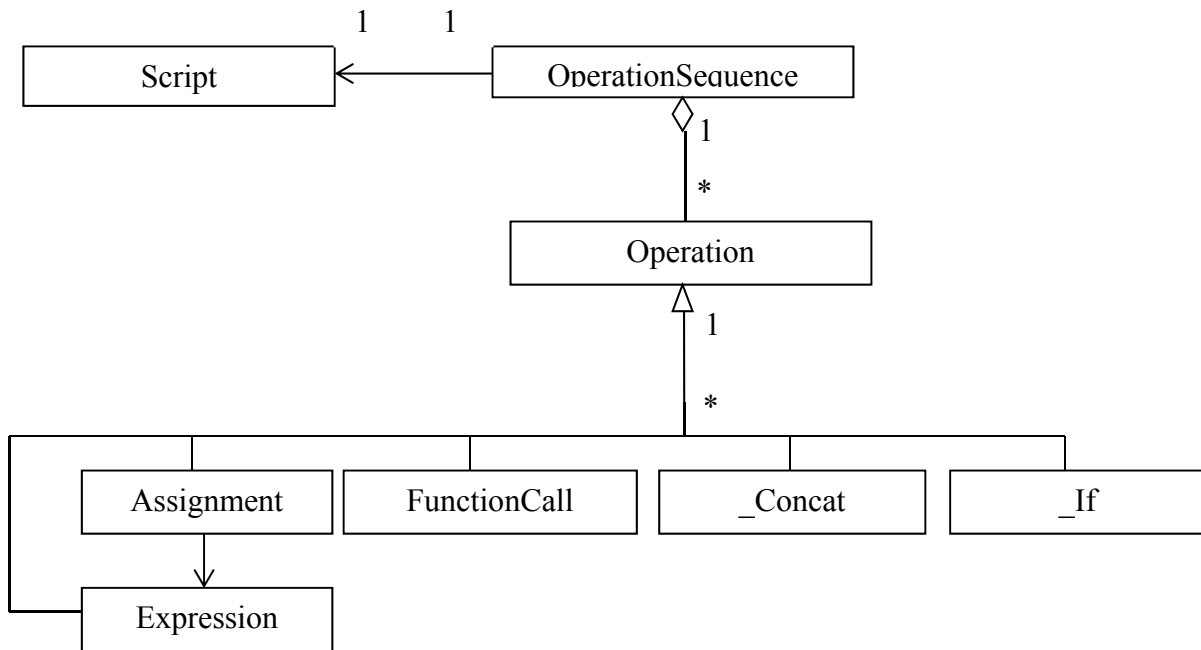 1 1
Script
OperationSequence
1
*
Operation
1
*
Assignment
FunctionCall
_Concat
_If
Expression